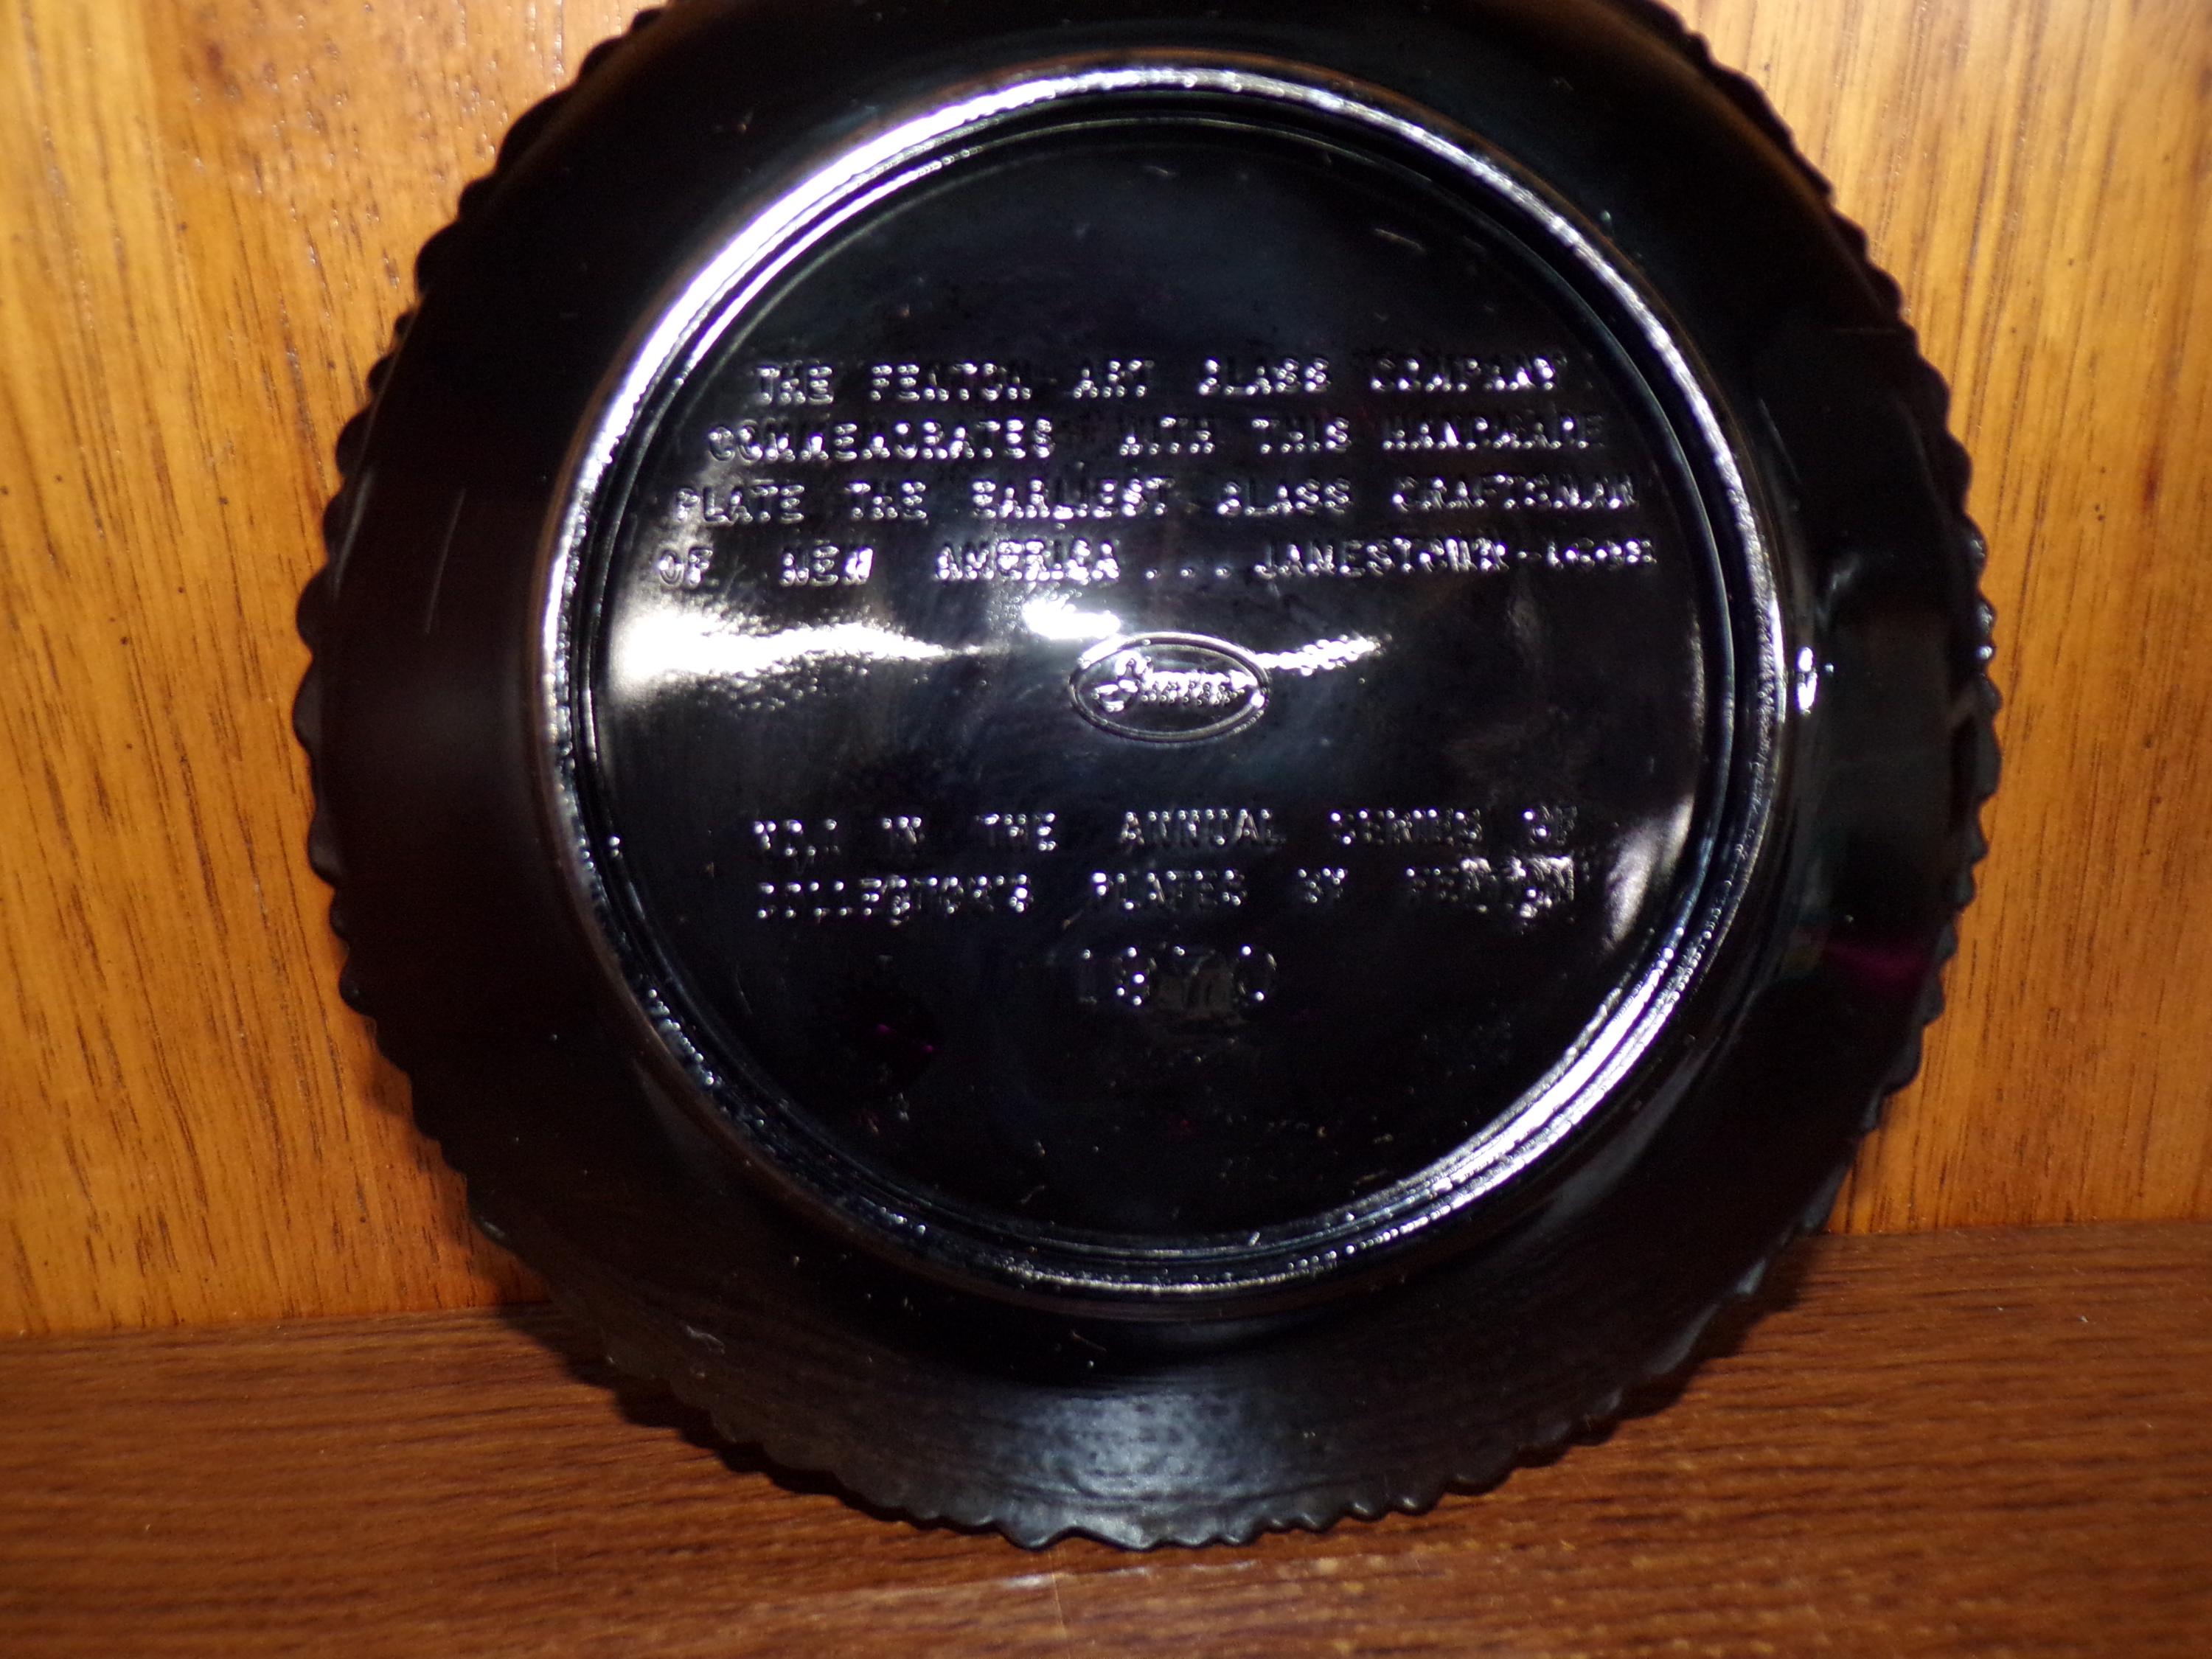 THE FENTON ART GLASS COMPANY
COMMEMORATES WITH THIS HANDMADE
PLATE THE EARLIEST GLASS CRAFTSMAN
OF NEW AMERICA . . . JAMESTOWN-1608
Fenton
NO.1 IN THE ANNUAL SERIES OF
COLLECTOR'S PLATES BY FENTON
1970